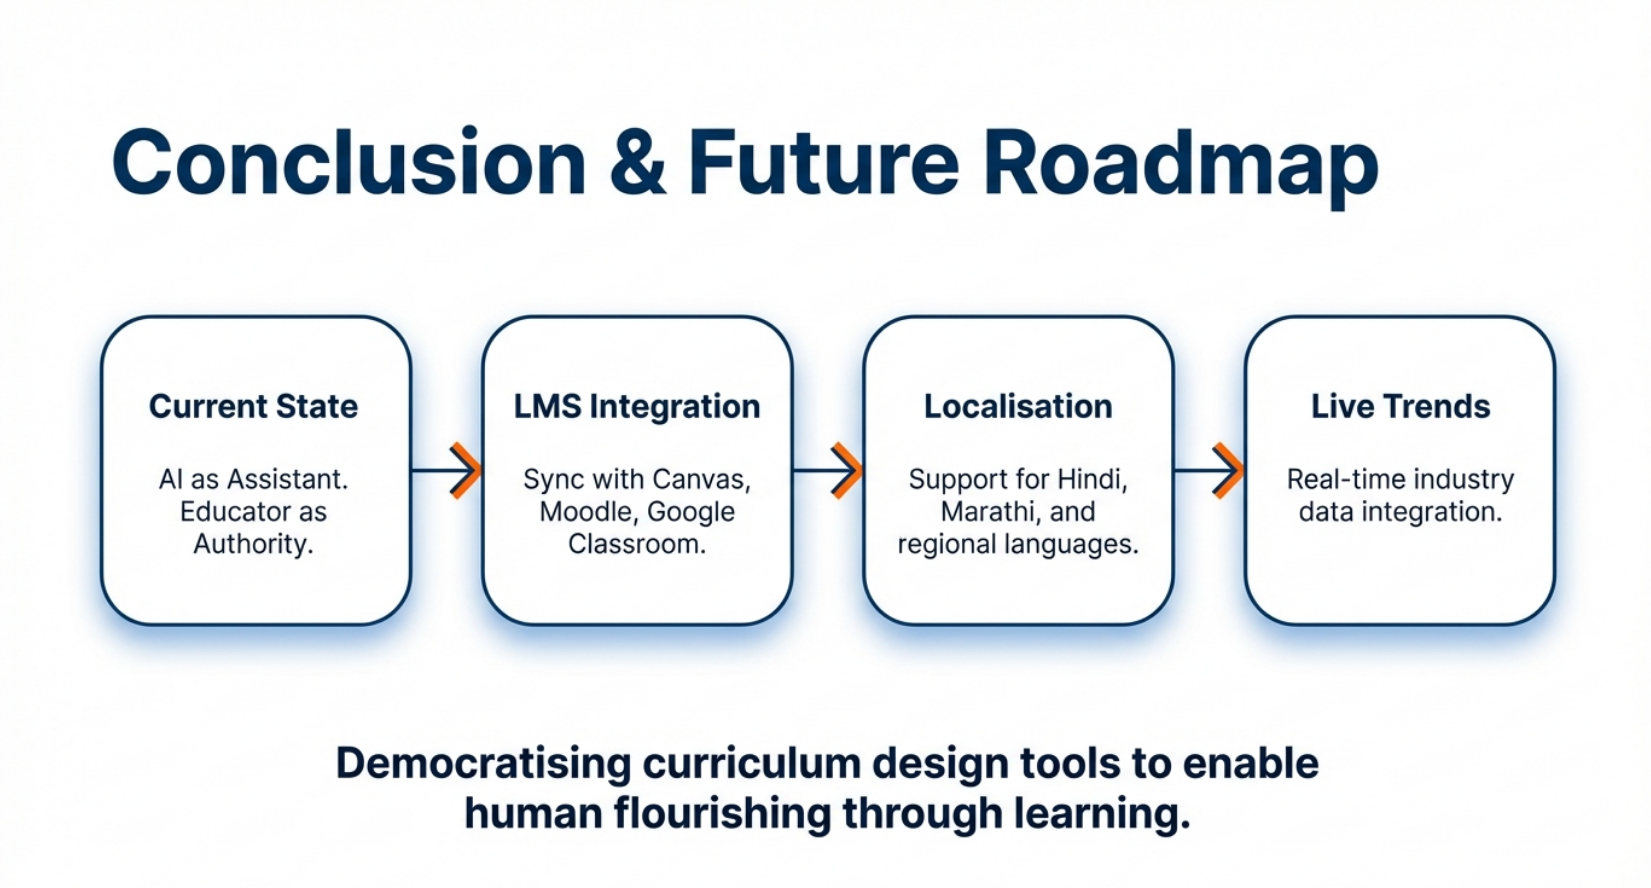 Conclusion & Future Roadmap
Current State
AI as Assistant.
Educator as
Authority.
LMS Integration
Sync with Canvas,
Moodle, Google
Classroom.
Localisation
Support for Hindi,
Marathi, and
regional languages.
Live Trends
Real-time industry
data integration.
Democratising curriculum design tools to enable
human flourishing through learning.